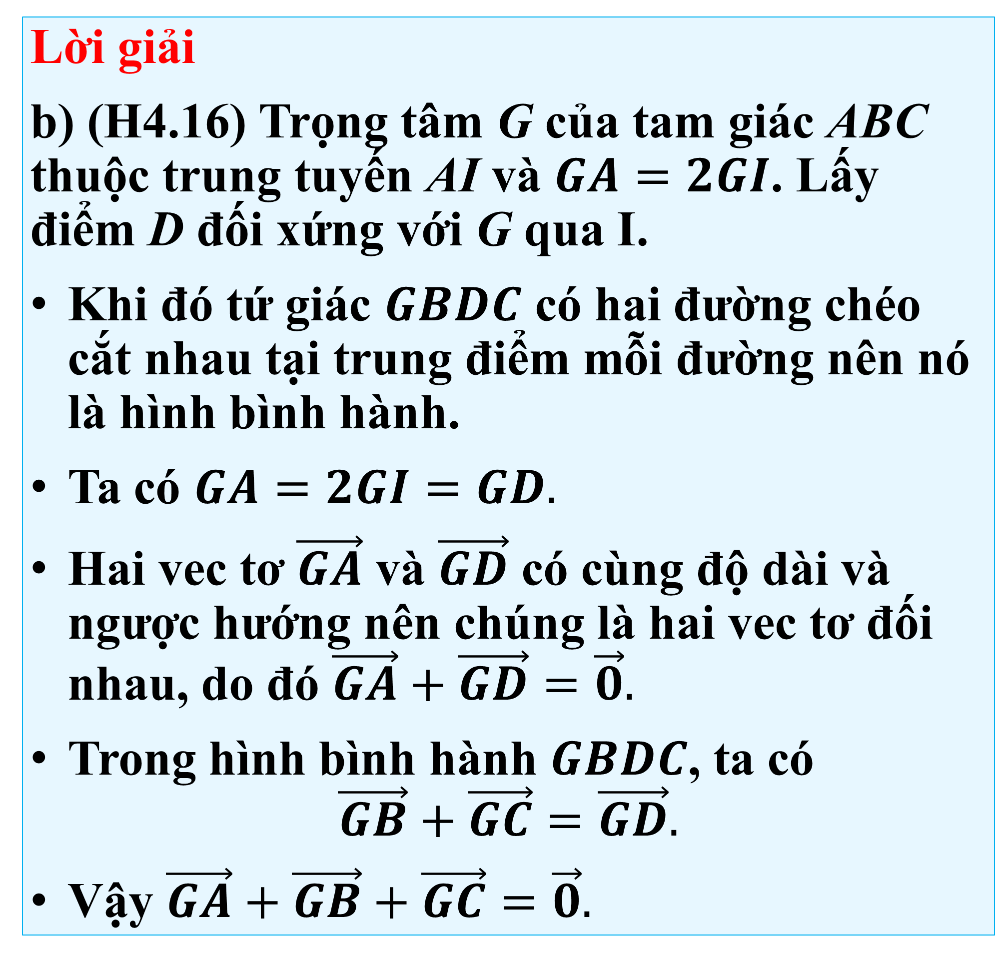 Lời giải
b) (H4.16) Trọng tâm G của tam giác ABC
thuộc trung tuyến AI và GA = 2GI. Lấy
điểm D đối xứng với G qua I.
• Khi đó tứ giác GBDC có hai đường chéo
cắt nhau tại trung điểm mỗi đường nên nó
là hình bình hành.
• Ta có GA = 2GI = GD.
• Hai vec tơ $\overrightarrow{GA}$ và $\overrightarrow{GD}$ có cùng độ dài và
ngược hướng nên chúng là hai vec tơ đối
nhau, do đó $\overrightarrow{GA} + \overrightarrow{GD} = \overrightarrow{0}$.
• Trong hình bình hành GBDC, ta có
$\overrightarrow{GB} + \overrightarrow{GC} = \overrightarrow{GD}$.
• Vậy $\overrightarrow{GA} + \overrightarrow{GB} + \overrightarrow{GC} = \overrightarrow{0}$.